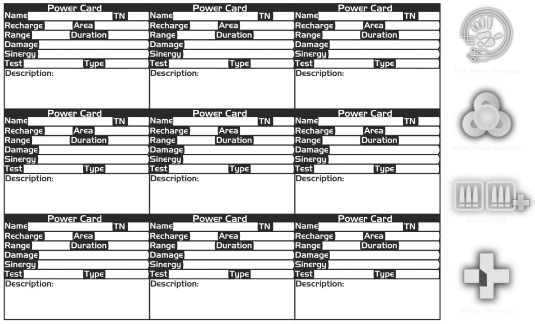 Power Card Power Card Power Card
Name TN Name TN Name TN
Recharge Area Recharge Area Recharge Area
Range Duration Range Duration Range Duration
Damage Damage Damage
Sinergy Sinergy Sinergy
Test Type Test Type Test Type
Description: Description: Description:
Power Card Power Card Power Card
Name TN Name TN Name TN
Recharge Area Recharge Area Recharge Area
Range Duration Range Duration Range Duration
Damage Damage Damage
Sinergy Sinergy Sinergy
Test Type Test Type Test Type
Description: Description: Description:
Power Card Power Card Power Card
Name TN Name TN Name TN
Recharge Area Recharge Area Recharge Area
Range Duration Range Duration Range Duration
Damage Damage Damage
Sinergy Sinergy Sinergy
Test Type Test Type Test Type
Description: Description: Description: